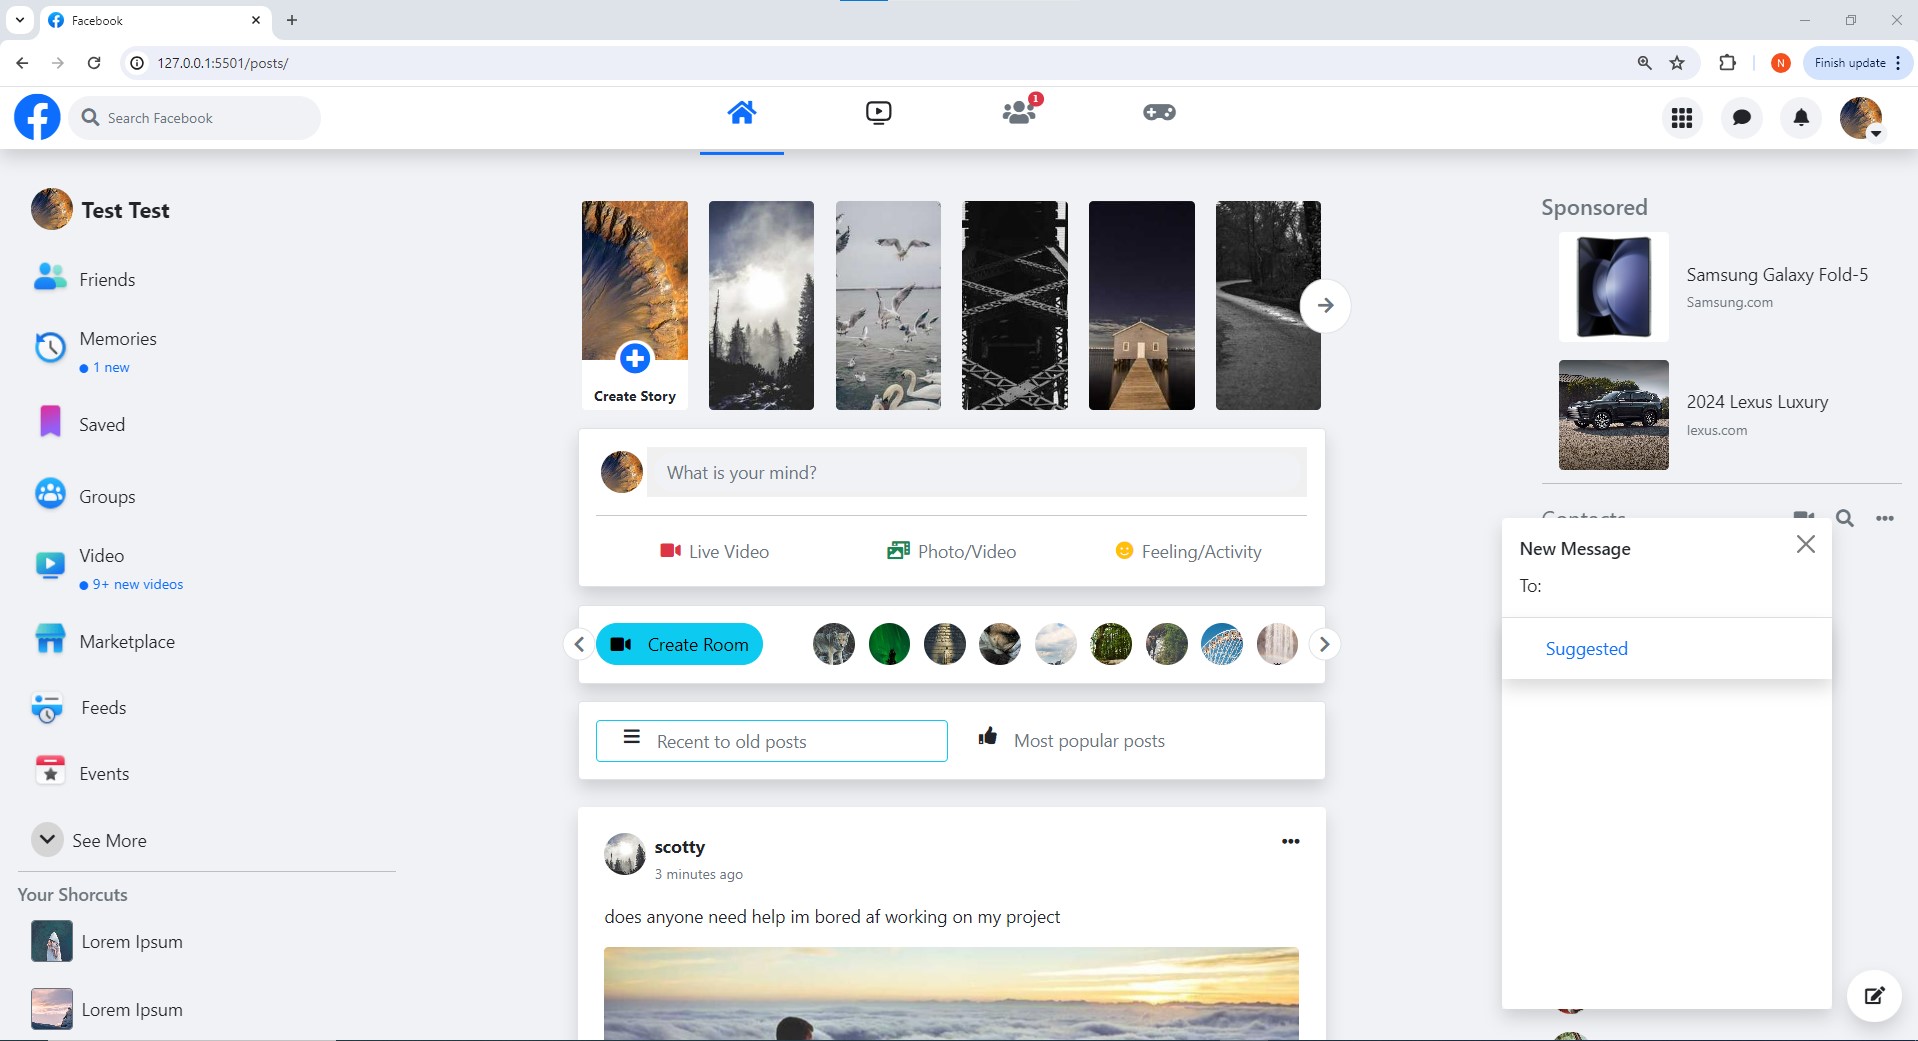 Facebook
127.0.0.1:5501/posts/
N
Finish update
Search Facebook
1
Test Test
Friends
Memories
1 new
Saved
Groups
Video
9+ new videos
Marketplace
Feeds
Events
See More
Your Shorcuts
Lorem Ipsum
Lorem Ipsum
Create Story
What is your mind?
Live Video
Photo/Video
Feeling/Activity
Create Room
Recent to old posts
Most popular posts
scotty
3 minutes ago
does anyone need help im bored af working on my project
Sponsored
Samsung Galaxy Fold-5
Samsung.com
2024 Lexus Luxury
lexus.com
Contacts
New Message
To:
Suggested